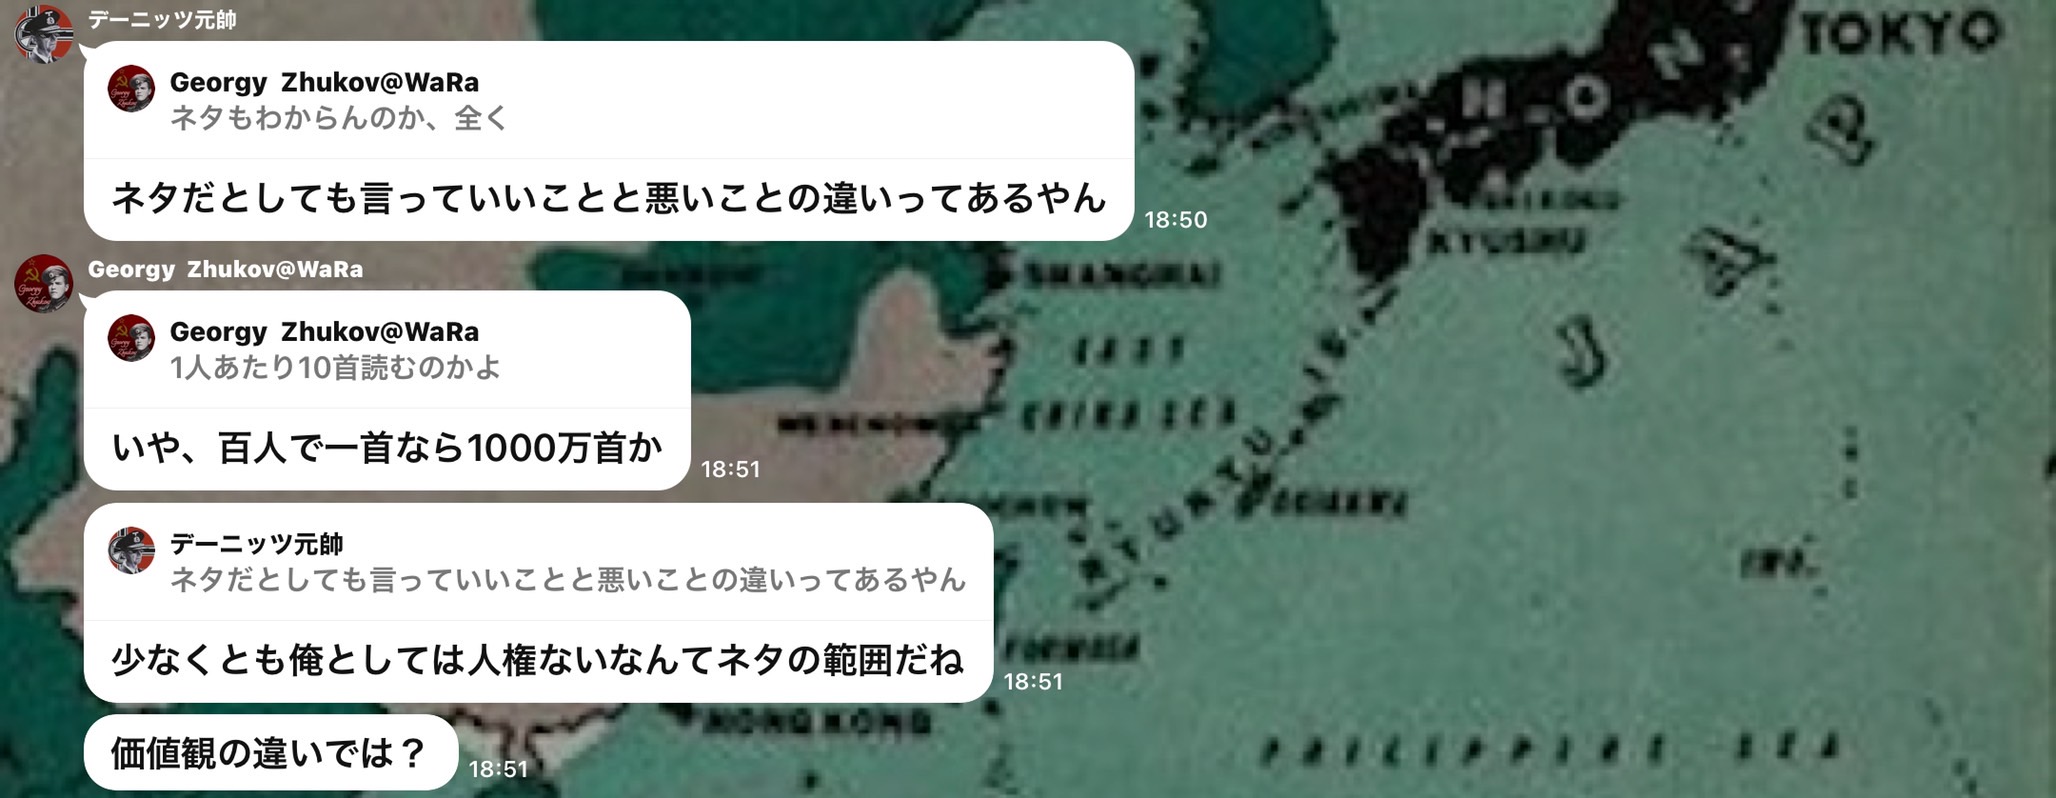 デーニッツ元帥
Georgy Zhukov@WaRa
ネタもわからんのか、全く
ネタだとしても言っていいことと悪いことの違いってあるやん
18:50
Georgy Zhukov@WaRa
Georgy Zhukov@WaRa
1人あたり10首読むのかよ
いや、百人で一首なら1000万首か
18:51
デーニッツ元帥
ネタだとしても言っていいことと悪いことの違いってあるやん
少なくとも俺としては人権ないなんてネタの範囲だね
18:51
価値観の違いでは？
18:51
TOKYO
HON
JAP
KYUSHU
SHANGHAI
EAST
CHINA SEA
WENCHOW
RYUKYU IS.
OKINAWA
IWO
FORMOSA
HONG KONG
PHILIPPINE SEA